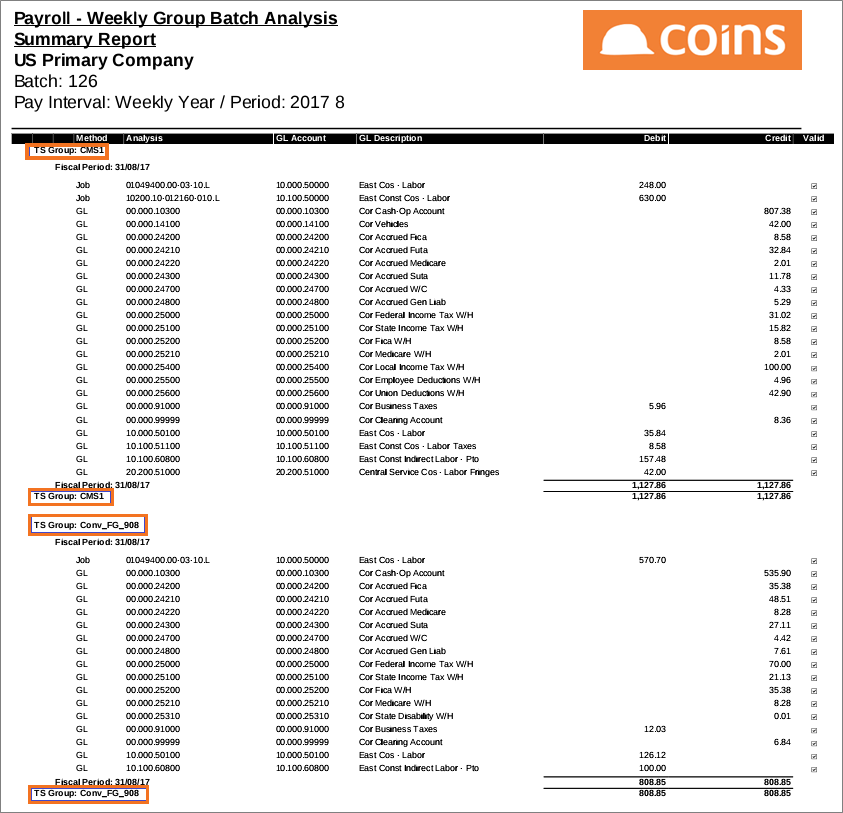 Payroll - Weekly Group Batch Analysis
Summary Report
US Primary Company
Batch: 126
Pay Interval: Weekly Year / Period: 2017 8
coins
Method Analysis GL Account GL Description Debit Credit Valid
TS Group: CMS1
Fiscal Period: 31/08/17
Job 01049400.00-03-10.L 10.000.50000 East Cos - Labor 248.00
Job 10200.10-012160-010.L 10.100.50000 East Const Cos - Labor 630.00
GL 00.000.10300 00.000.10300 Cor Cash-Op Account 807.38
GL 00.000.14100 00.000.14100 Cor Vehicles 42.00
GL 00.000.24200 00.000.24200 Cor Accrued Fica 8.58
GL 00.000.24210 00.000.24210 Cor Accrued Futa 32.84
GL 00.000.24220 00.000.24220 Cor Accrued Medicare 2.01
GL 00.000.24300 00.000.24300 Cor Accrued Suta 11.78
GL 00.000.24700 00.000.24700 Cor Accrued W/C 4.33
GL 00.000.24800 00.000.24800 Cor Accrued Gen Liab 5.29
GL 00.000.25000 00.000.25000 Cor Federal Income Tax W/H 31.02
GL 00.000.25100 00.000.25100 Cor State Income Tax W/H 15.82
GL 00.000.25200 00.000.25200 Cor Fica W/H 8.58
GL 00.000.25210 00.000.25210 Cor Medicare W/H 2.01
GL 00.000.25400 00.000.25400 Cor Local Income Tax W/H 100.00
GL 00.000.25500 00.000.25500 Cor Employee Deductions W/H 4.96
GL 00.000.25600 00.000.25600 Cor Union Deductions W/H 42.90
GL 00.000.91000 00.000.91000 Cor Business Taxes 5.96
GL 00.000.99999 00.000.99999 Cor Clearing Account 8.36
GL 10.000.50100 10.000.50100 East Cos - Labor 35.84
GL 10.100.51100 10.100.51100 East Const Cos - Labor Taxes 8.58
GL 10.100.60800 10.100.60800 East Const Indirect Labor - Pto 157.48
GL 20.200.51000 20.200.51000 Central Service Cos - Labor Fringes 42.00
Fiscal Period: 31/08/17 1,127.86 1,127.86
TS Group: CMS1 1,127.86 1,127.86
TS Group: Conv_FG_908
Fiscal Period: 31/08/17
Job 01049400.00-03-10.L 10.000.50000 East Cos - Labor 570.70
GL 00.000.10300 00.000.10300 Cor Cash-Op Account 535.90
GL 00.000.24200 00.000.24200 Cor Accrued Fica 35.38
GL 00.000.24210 00.000.24210 Cor Accrued Futa 48.51
GL 00.000.24220 00.000.24220 Cor Accrued Medicare 8.28
GL 00.000.24300 00.000.24300 Cor Accrued Suta 27.11
GL 00.000.24700 00.000.24700 Cor Accrued W/C 4.42
GL 00.000.24800 00.000.24800 Cor Accrued Gen Liab 7.61
GL 00.000.25000 00.000.25000 Cor Federal Income Tax W/H 70.00
GL 00.000.25100 00.000.25100 Cor State Income Tax W/H 21.13
GL 00.000.25200 00.000.25200 Cor Fica W/H 35.38
GL 00.000.25210 00.000.25210 Cor Medicare W/H 8.28
GL 00.000.25310 00.000.25310 Cor State Disability W/H 0.01
GL 00.000.91000 00.000.91000 Cor Business Taxes 12.03
GL 00.000.99999 00.000.99999 Cor Clearing Account 6.84
GL 10.000.50100 10.000.50100 East Cos - Labor 126.12
GL 10.100.60800 10.100.60800 East Const Indirect Labor - Pto 100.00
Fiscal Period: 31/08/17 808.85 808.85
TS Group: Conv_FG_908 808.85 808.85